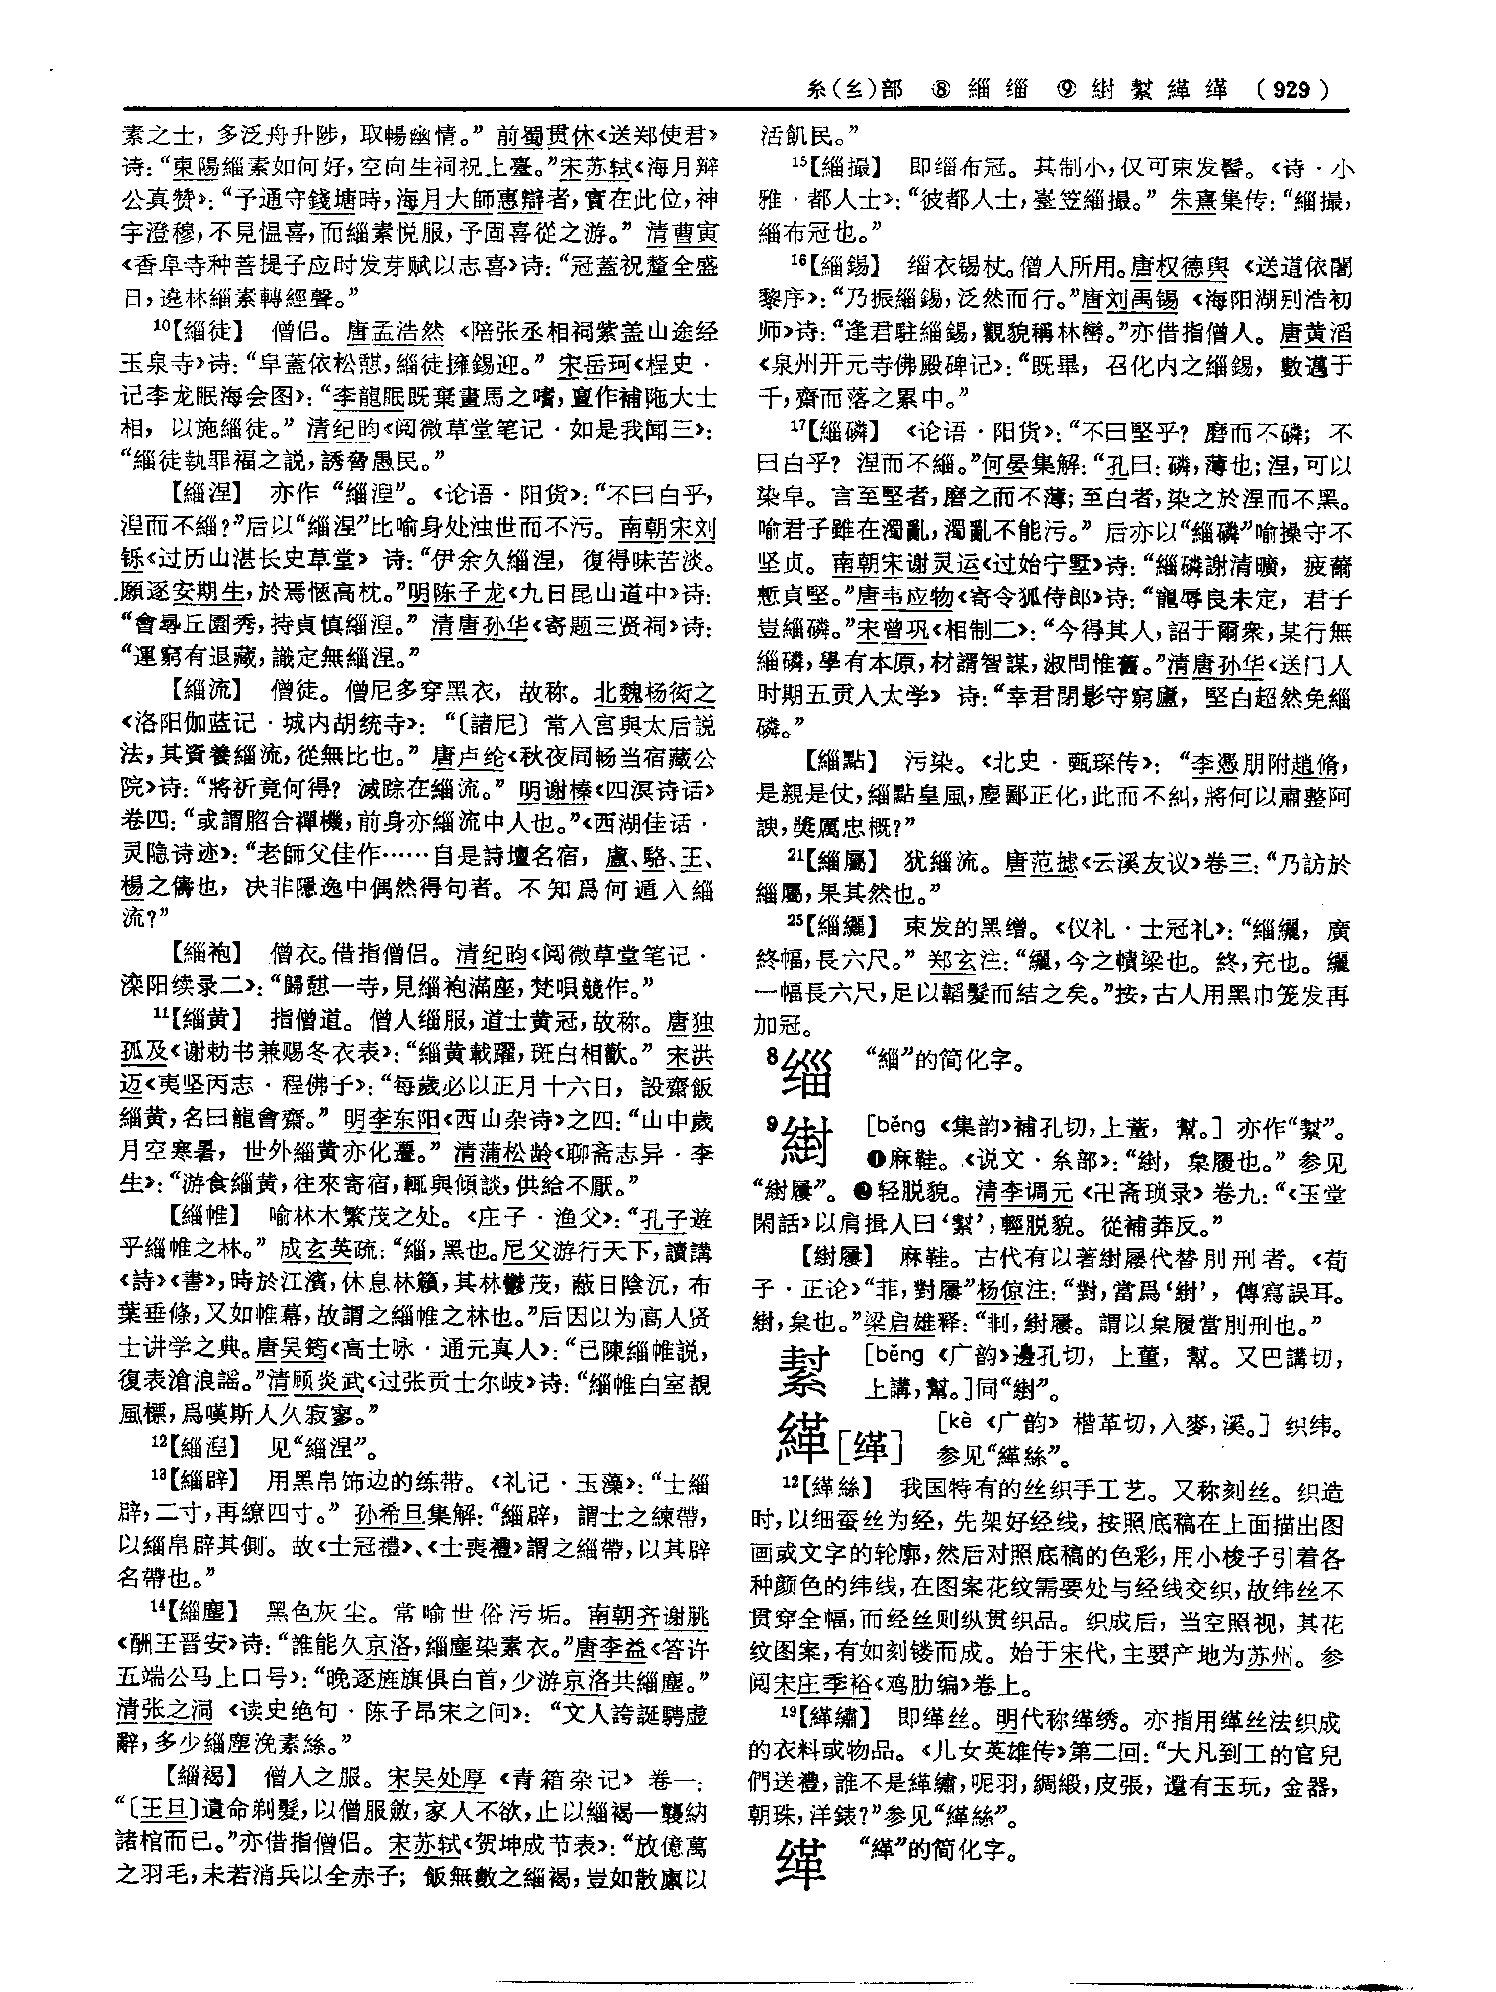 糸(纟)部 ⑧ 緇 缁 ⑨ 䋽 緐 緙 缂 (929)
素之士，多泛舟升陟，取暢幽情。” 前蜀贯休《送郑使君》
诗：“東陽緇素如何好，空向生祠祝上臺。”宋苏轼《海月辩
公真赞》：“予通守錢塘時，海月大師惠辯者，實在此位，神
宇澄穆，不見愠喜，而緇素悦服，予固喜從之游。” 清曹寅
《香阜寺种菩提子应时发芽赋以志喜》诗：“冠蓋祝釐全盛
日，遶林緇素轉經聲。”
10【緇徒】 僧侣。唐孟浩然《陪张丞相祠紫盖山途经
玉泉寺》诗：“皁蓋依松憩，緇徒擁錫迎。” 宋岳珂《桯史·
记李龙眠海会图》：“李龍眠既棄畫馬之嗜，亶作補陁大士
相，以施緇徒。” 清纪昀《阅微草堂笔记·如是我闻三》：
“緇徒執罪福之説，誘脅愚民。”
【緇涅】 亦作“緇湼”。《论语·阳货》：“不曰白乎，
湼而不緇？”后以“緇涅”比喻身处浊世而不污。南朝宋刘
铄《过历山湛长史草堂》诗：“伊余久緇涅，復得味苦淡。
願逐安期生，於焉愜高枕。”明陈子龙《九日昆山道中》诗：
“會尋丘園秀，持貞慎緇湼。” 清唐孙华《寄题三贤祠》诗：
“運窮有退藏，識定無緇涅。”
【緇流】 僧徒。僧尼多穿黑衣，故称。北魏杨衒之
《洛阳伽蓝记·城内胡统寺》：“〔諸尼〕常入宫與太后説
法，其資養緇流，從無比也。” 唐卢纶《秋夜同畅当宿藏公
院》诗：“將祈竟何得？ 滅踪在緇流。” 明谢榛《四溟诗话》
卷四：“或謂脗合禪機，前身亦緇流中人也。”《西湖佳话·
灵隐诗迹》：“老師父佳作……自是詩壇名宿，盧、駱、王、
楊之儔也，决非隱逸中偶然得句者。不知爲何遁入緇
流？”
【緇袍】 僧衣。借指僧侣。清纪昀《阅微草堂笔记·
滦阳续录二》：“歸憩一寺，見緇袍滿座，梵唄競作。”
11【緇黄】 指僧道。僧人缁服，道士黄冠，故称。唐独
孤及《谢勅书兼赐冬衣表》：“緇黄載躍，斑白相歡。” 宋洪
迈《夷坚丙志·程佛子》：“每歲必以正月十六日，設齋飯
緇黄，名曰龍會齋。” 明李东阳《西山杂诗》之四：“山中歲
月空寒暑，世外緇黄亦化遷。” 清蒲松龄《聊斋志异·李
生》：“游食緇黄，往來寄宿，輒與傾談，供給不厭。”
【緇帷】 喻林木繁茂之处。《庄子·渔父》：“孔子遊
乎緇帷之林。” 成玄英疏：“緇，黑也。尼父游行天下，讀講
《詩》《書》，時於江濱，休息林籟，其林鬱茂，蔽日陰沉，布
葉垂條，又如帷幕，故謂之緇帷之林也。”后因以为高人贤
士讲学之典。唐吴筠《高士咏·通元真人》：“已陳緇帷説，
復表滄浪謡。”清顾炎武《过张贡士尔岐》诗：“緇帷白室覩
風標，爲嘆斯人久寂寥。”
12【緇湼】 见“緇涅”。
13【緇辟】 用黑帛饰边的练带。《礼记·玉藻》：“士緇
辟，二寸，再繚四寸。” 孙希旦集解：“緇辟，謂士之練帶，
以緇帛辟其側。故《士冠禮》、《士喪禮》謂之緇帶，以其辟
名帶也。”
14【緇塵】 黑色灰尘。常喻世俗污垢。南朝齐谢朓
《酬王晋安》诗：“誰能久京洛，緇塵染素衣。”唐李益《答许
五端公马上口号》：“晚逐旌旗俱白首，少游京洛共緇塵。”
清张之洞《读史绝句·陈子昂宋之问》：“文人誇誕騁虚
辭，多少緇塵浼素絲。”
【緇褐】 僧人之服。宋吴处厚《青箱杂记》卷一：
“〔王旦〕遺命剃髮，以僧服斂，家人不欲，止以緇褐一襲納
諸棺而已。”亦借指僧侣。宋苏轼《贺坤成节表》：“放億萬
之羽毛，未若消兵以全赤子；飯無數之緇褐，豈如散廪以
活飢民。”
15【緇撮】 即缁布冠。其制小，仅可束发髻。《诗·小
雅·都人士》：“彼都人士，臺笠緇撮。” 朱熹集传：“緇撮，
緇布冠也。”
16【緇錫】 缁衣锡杖。僧人所用。唐权德舆《送道依闍
黎序》：“乃振緇錫，泛然而行。”唐刘禹锡《海阳湖别浩初
师》诗：“逢君駐緇錫，觀貌稱林巒。”亦借指僧人。唐黄滔
《泉州开元寺佛殿碑记》：“既畢，召化内之緇錫，數邁于
千，齋而落之累中。”
17【緇磷】 《论语·阳货》：“不曰堅乎？磨而不磷；不
曰白乎？涅而不緇。”何晏集解：“孔曰：磷，薄也；涅，可以
染皁。言至堅者，磨之而不薄；至白者，染之於涅而不黑。
喻君子雖在濁亂，濁亂不能污。” 后亦以“緇磷”喻操守不
坚贞。南朝宋谢灵运《过始宁墅》诗：“緇磷謝清曠，疲薾
慙貞堅。”唐韦应物《寄令狐侍郎》诗：“寵辱良未定，君子
豈緇磷。”宋曾巩《相制二》：“今得其人，詔于爾衆，某行無
緇磷，學有本原，材謂智謀，淑問惟舊。”清唐孙华《送门人
时期五贡入太学》诗：“幸君閉影守窮廬，堅白超然免緇
磷。”
【緇點】 污染。《北史·甄琛传》：“李憑朋附趙脩，
是親是仗，緇點皇風，塵鄙正化，此而不糾，將何以肅整阿
諛，奬厲忠概？”
21【緇屬】 犹緇流。唐范摅《云溪友议》卷三：“乃訪於
緇屬，果其然也。”
25【緇纚】 束发的黑缯。《仪礼·士冠礼》：“緇纚，廣
終幅，長六尺。” 郑玄注：“纚，今之幘梁也。終，充也。纚
一幅長六尺，足以韜髮而結之矣。”按，古人用黑巾笼发再
加冠。
8缁 “緇”的简化字。
9䋽 [běng 《集韵》補孔切，上董，幫。] 亦作“緐”。
❶麻鞋。《说文·糸部》：“䋽，枲履也。” 参见
“䋽屨”。❷轻脱貌。清李调元《卍斋琐录》卷九：“《玉堂
閑話》以肩揖人曰‘緐’；輕脱貌。從補莽反。”
【䋽屨】 麻鞋。古代有以著䋽屨代替刖刑者。《荀
子·正论》“菲，對屨”杨倞注：“對，當爲‘䋽’，傳寫誤耳。
䋽，枲也。”梁启雄释：“剕，䋽屨。謂以枲履當刖刑也。”
[běng 《广韵》邊孔切，上董，幫。又巴講切，
上講，幫。]同“䋽”。
緙[缂] [kè 《广韵》楷革切，入麥，溪。] 织纬。
参见“緙絲”。
12【緙絲】 我国特有的丝织手工艺。又称刻丝。织造
时，以细蚕丝为经，先架好经线，按照底稿在上面描出图
画或文字的轮廓，然后对照底稿的色彩，用小梭子引着各
种颜色的纬线，在图案花纹需要处与经线交织，故纬丝不
贯穿全幅，而经丝则纵贯织品。织成后，当空照视，其花
纹图案，有如刻镂而成。始于宋代，主要产地为苏州。参
阅宋庄季裕《鸡肋编》卷上。
19【緙繡】 即缂丝。明代称缂绣。亦指用缂丝法织成
的衣料或物品。《儿女英雄传》第二回：“大凡到工的官兒
們送禮，誰不是緙繡，呢羽，綢緞，皮張，還有玉玩，金器，
朝珠，洋錶？”参见“緙絲”。
缂 “緙”的简化字。